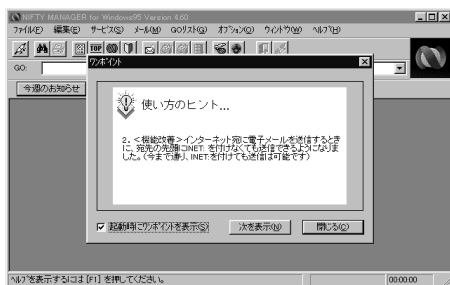 NIFTY MANAGER for Windows95 Version 4.60
ファイル(F) 編集(E) サービス(S) メール(M) GOリスト(G) オプション(O) ウィンドウ(W) ヘルプ(H)
GO:
今週のお知らせ
ワンポイント
使い方のヒント...
2．＜機能改善＞インターネット宛に電子メールを送信するとき
に、宛先の先頭にINET: を付けなくても送信できるようになりま
した。（今まで通り、INET:を付けても送信は可能です）
起動時にワンポイントを表示(S)
次を表示(N)
閉じる(C)
ヘルプを表示するには [F1] を押してください。
00:00:00